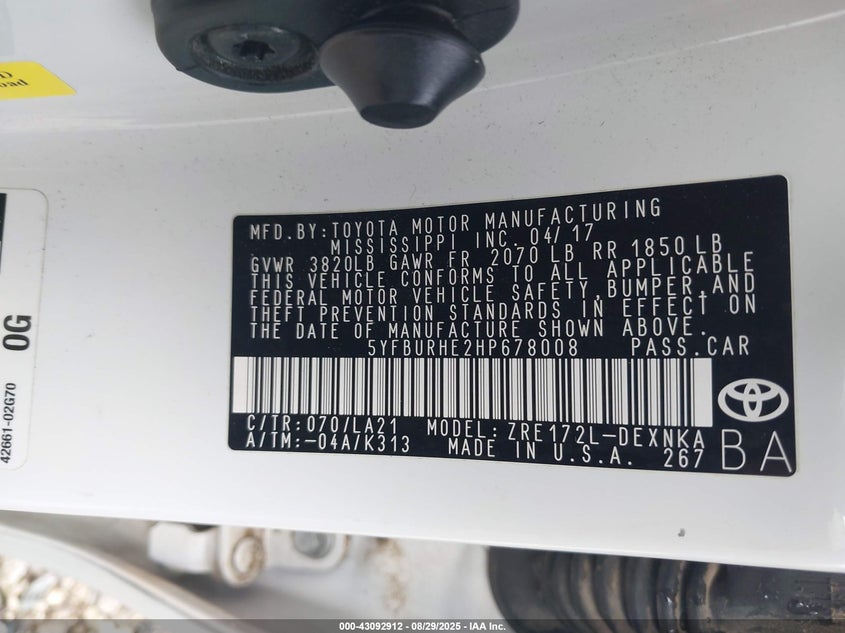 D
oad
MFD.BY:TOYOTA MOTOR MANUFACTURING
MISSISSIPPI INC. 04/17
GVWR 3820LB GAWR FR 2070 LB RR 1850 LB
THIS VEHICLE CONFORMS TO ALL APPLICABLE
FEDERAL MOTOR VEHICLE SAFETY,BUMPER,AND
THEFT PREVENTION STANDARDS IN EFFECT ON
THE DATE OF MANUFACTURE SHOWN ABOVE.
5YFBURHE2HP678008 PASS.CAR
C/TR:070/LA21 MODEL:ZRE172L-DEXNKA
A/TM:-04A/K313 MADE IN U.S.A. 267
BA
0G
42661-02G70
000-43092912 - 08/29/2025 - IAA Inc.